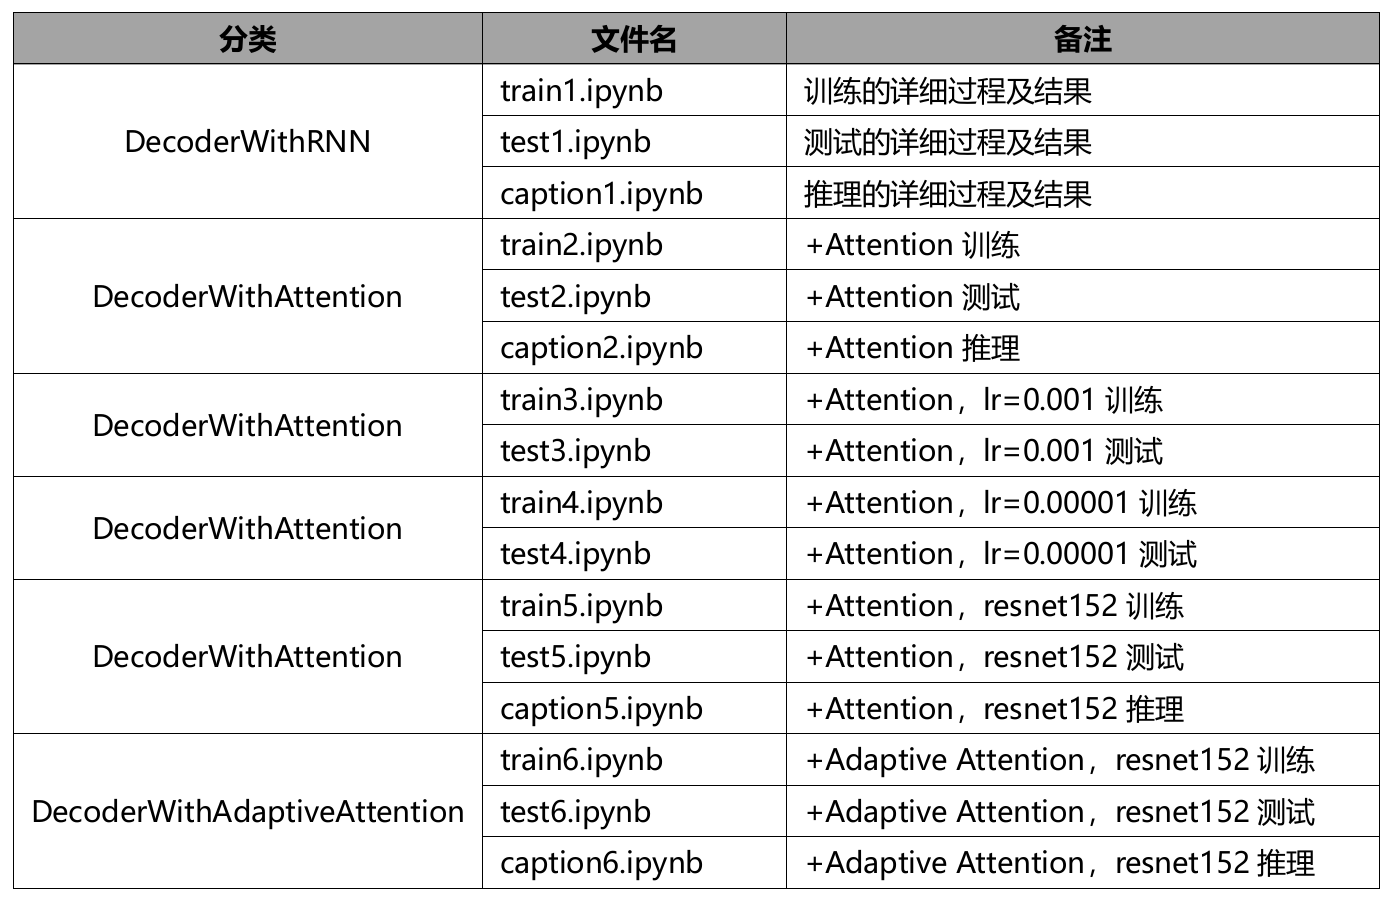 分类 文件名 备注
DecoderWithRNN
train1.ipynb 训练的详细过程及结果
test1.ipynb 测试的详细过程及结果
caption1.ipynb 推理的详细过程及结果
DecoderWithAttention
train2.ipynb +Attention 训练
test2.ipynb +Attention 测试
caption2.ipynb +Attention 推理
DecoderWithAttention
train3.ipynb +Attention，lr=0.001 训练
test3.ipynb +Attention，lr=0.001 测试
DecoderWithAttention
train4.ipynb +Attention，lr=0.00001 训练
test4.ipynb +Attention，lr=0.00001 测试
DecoderWithAttention
train5.ipynb +Attention，resnet152 训练
test5.ipynb +Attention，resnet152 测试
caption5.ipynb +Attention，resnet152 推理
DecoderWithAdaptiveAttention
train6.ipynb +Adaptive Attention，resnet152 训练
test6.ipynb +Adaptive Attention，resnet152 测试
caption6.ipynb +Adaptive Attention，resnet152 推理